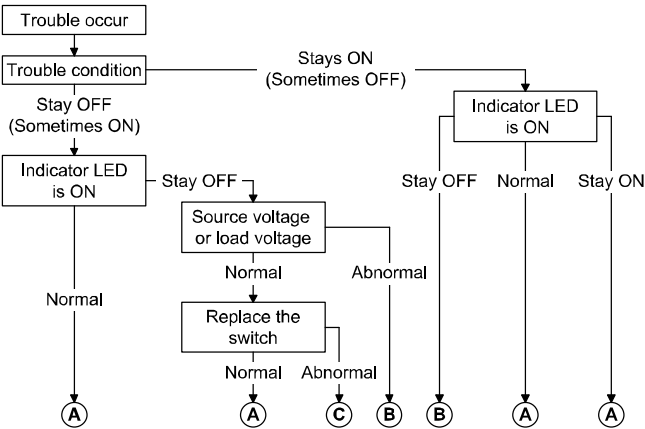 Trouble occur
Trouble condition
Stays ON
(Sometimes OFF)
Stay OFF
(Sometimes ON)
Indicator LED
is ON
Indicator LED
is ON
Stay OFF
Stay OFF
Normal
Stay ON
Source voltage
or load voltage
Normal
Abnormal
Normal
Replace the
switch
Normal
Abnormal
A
A
C
B
B
A
A